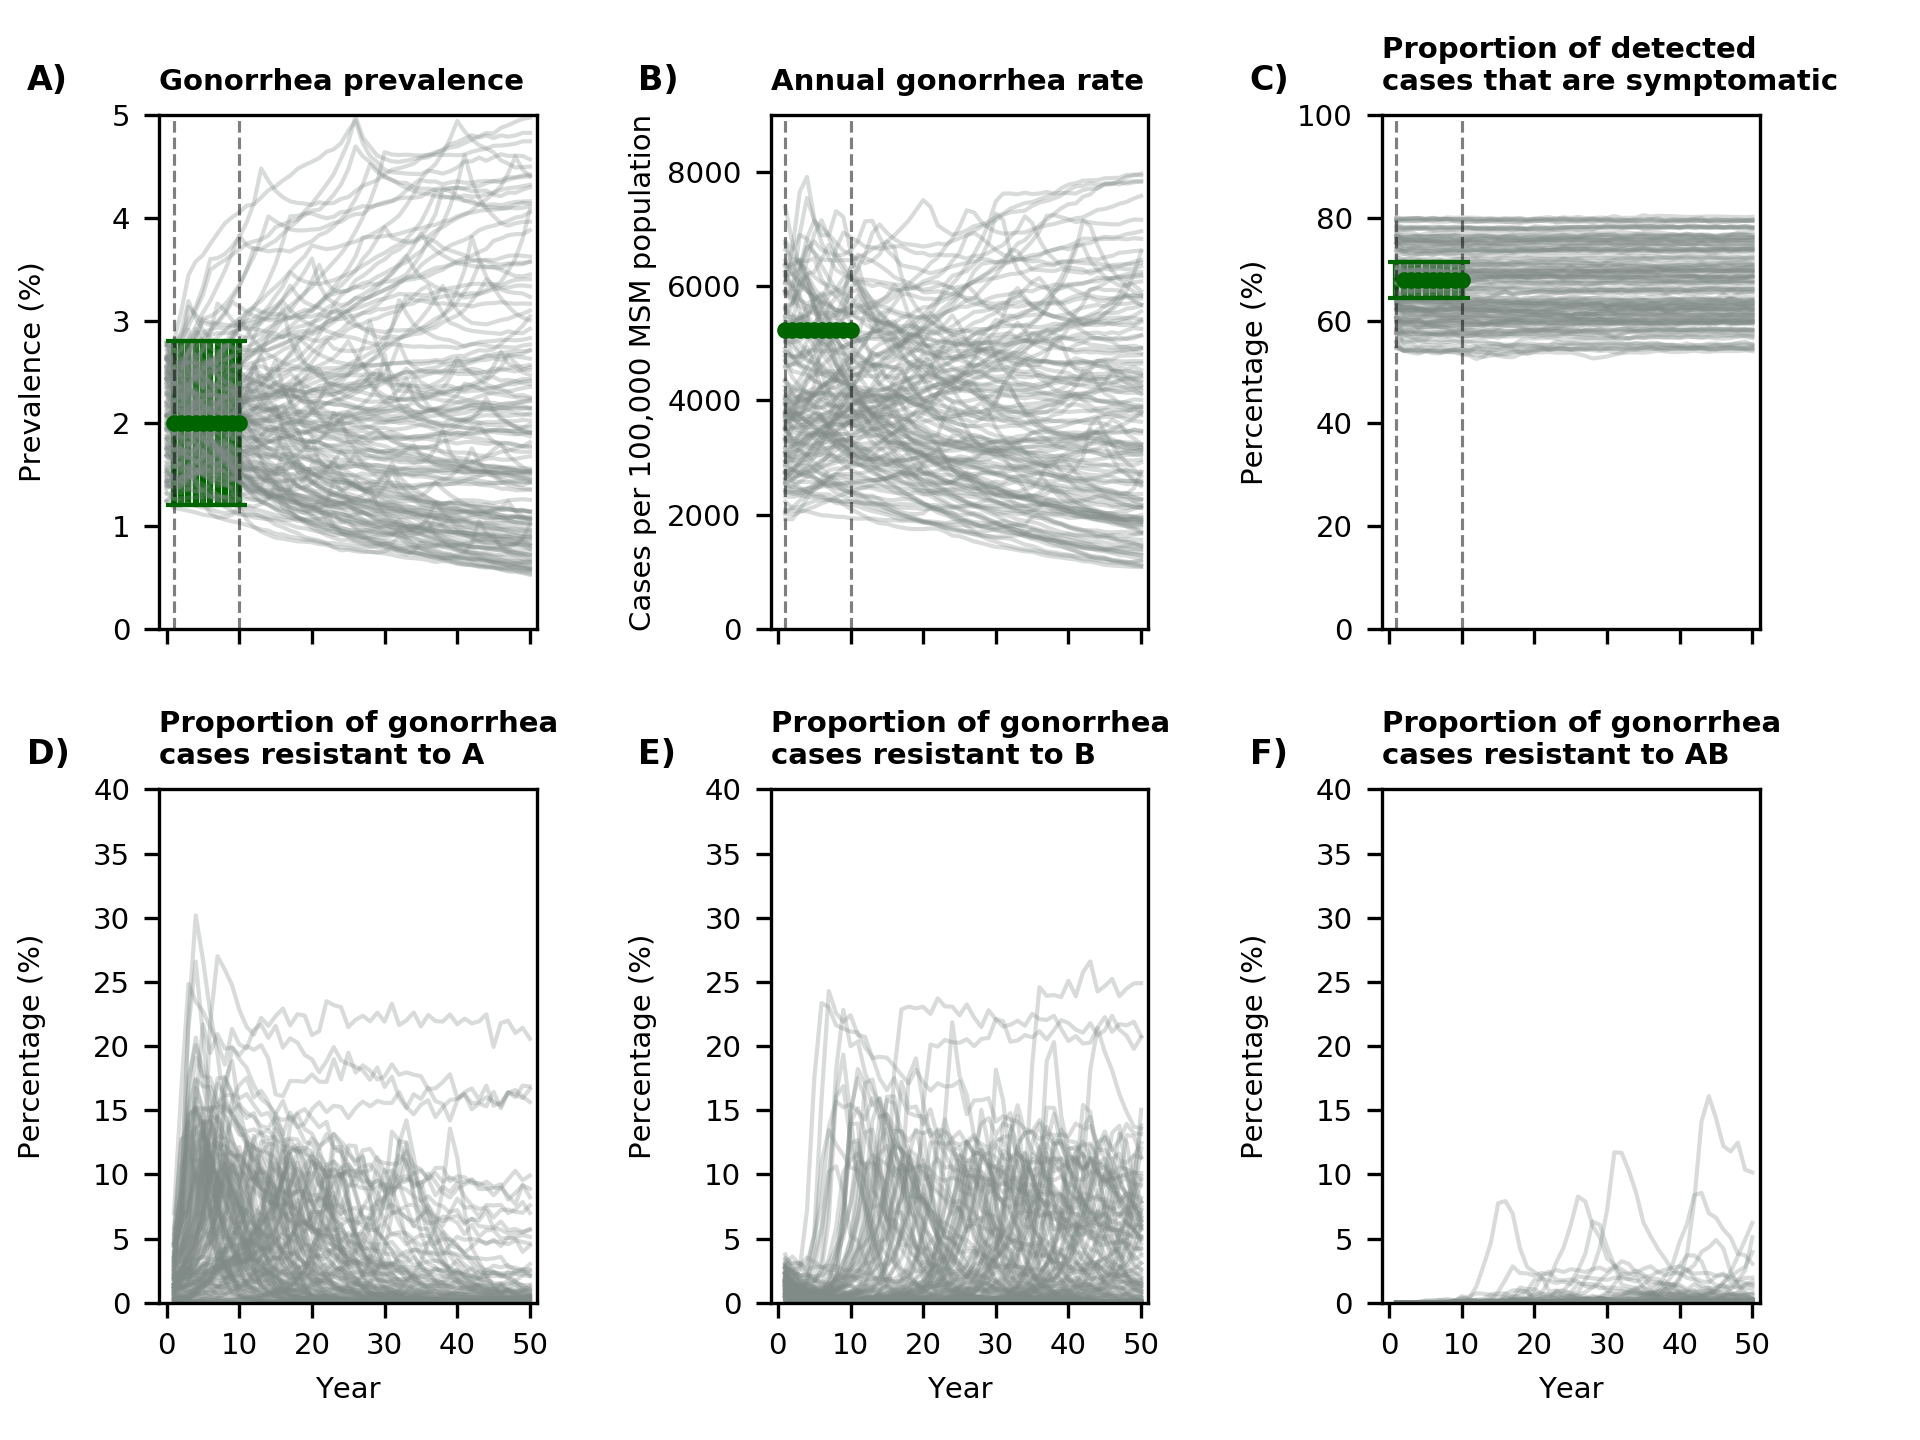 A)
Gonorrhea prevalence
5
4
3
2
1
0
Prevalence (%)
B)
Annual gonorrhea rate
8000
6000
4000
2000
0
Cases per 100,000 MSM population
C)
Proportion of detected
cases that are symptomatic
100
80
60
40
20
0
Percentage (%)
D)
Proportion of gonorrhea
cases resistant to A
40
35
30
25
20
15
10
5
0
Percentage (%)
0 10 20 30 40 50
Year
E)
Proportion of gonorrhea
cases resistant to B
40
35
30
25
20
15
10
5
0
Percentage (%)
0 10 20 30 40 50
Year
F)
Proportion of gonorrhea
cases resistant to AB
40
35
30
25
20
15
10
5
0
Percentage (%)
0 10 20 30 40 50
Year